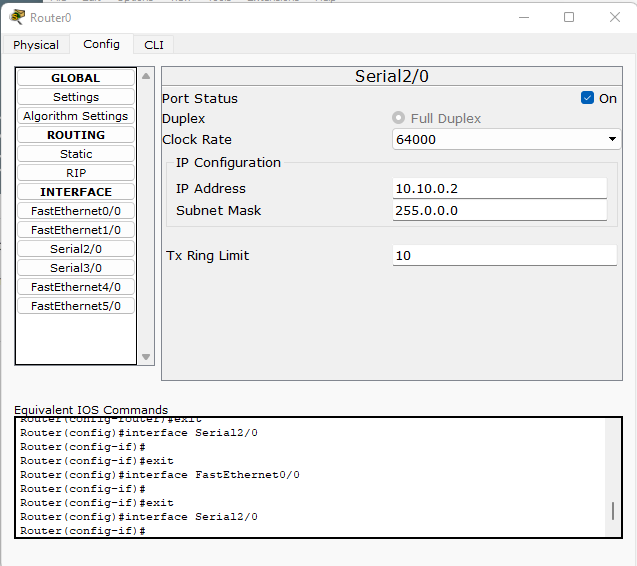 Router0
Physical
Config
CLI
GLOBAL
Settings
Algorithm Settings
ROUTING
Static
RIP
INTERFACE
FastEthernet0/0
FastEthernet1/0
Serial2/0
Serial3/0
FastEthernet4/0
FastEthernet5/0
Serial2/0
Port Status
On
Duplex
Full Duplex
Clock Rate
64000
IP Configuration
IP Address
10.10.0.2
Subnet Mask
255.0.0.0
Tx Ring Limit
10
Equivalent IOS Commands
Router(config-router)#exit
Router(config)#interface Serial2/0
Router(config-if)#
Router(config-if)#exit
Router(config)#interface FastEthernet0/0
Router(config-if)#
Router(config-if)#exit
Router(config)#interface Serial2/0
Router(config-if)#